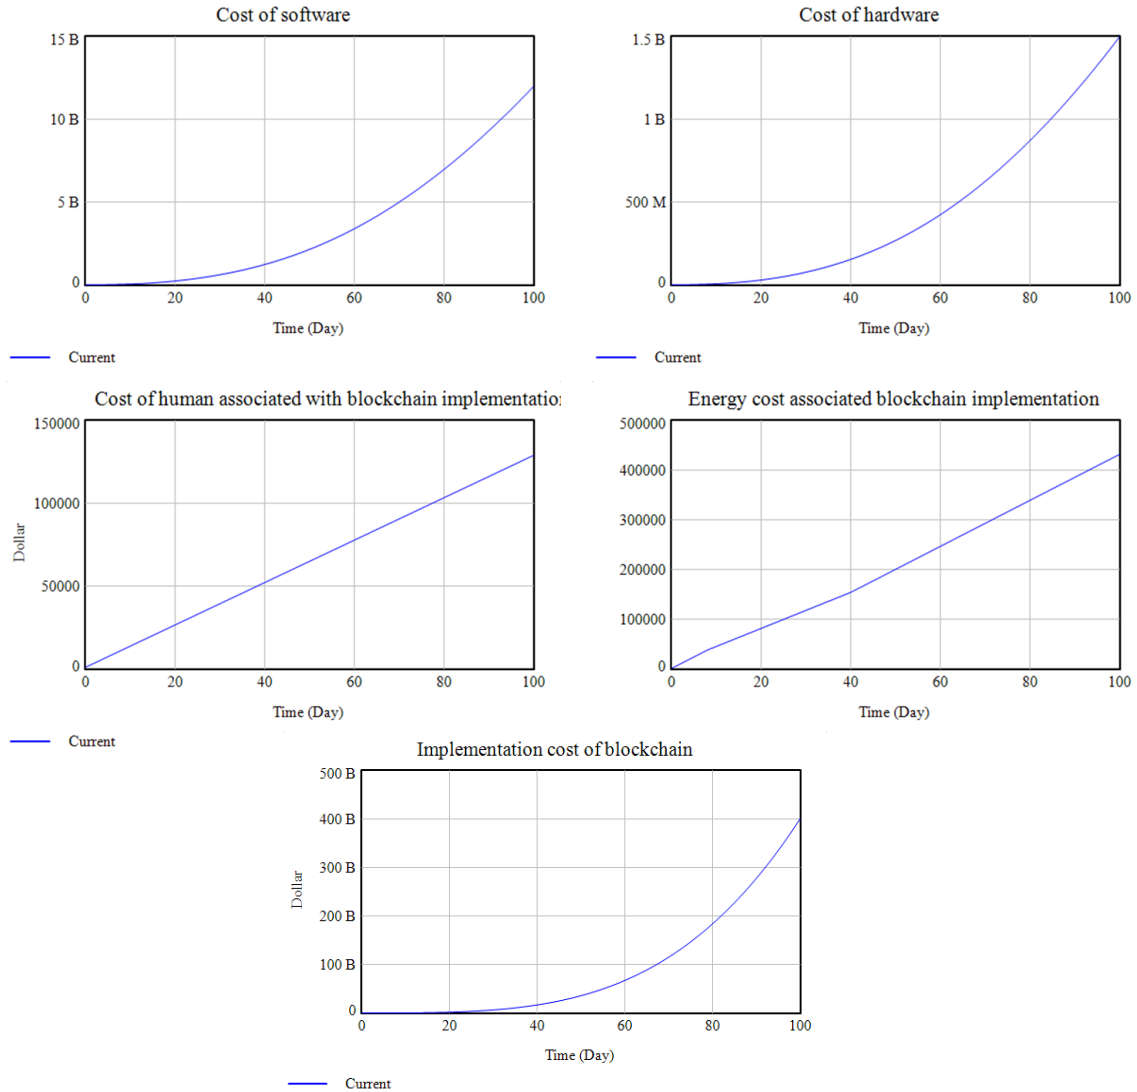 Cost of software
15 B
10 B
5 B
0
0 20 40 60 80 100
Time (Day)
Current
Cost of hardware
1.5 B
1 B
500 M
0
0 20 40 60 80 100
Time (Day)
Current
Cost of human associated with blockchain implementatio
150000
100000
50000
0
Dollar
0 20 40 60 80 100
Time (Day)
Current
Energy cost associated blockchain implementation
500000
400000
300000
200000
100000
0
0 20 40 60 80 100
Time (Day)
Implementation cost of blockchain
500 B
400 B
300 B
200 B
100 B
0
Dollar
0 20 40 60 80 100
Time (Day)
Current